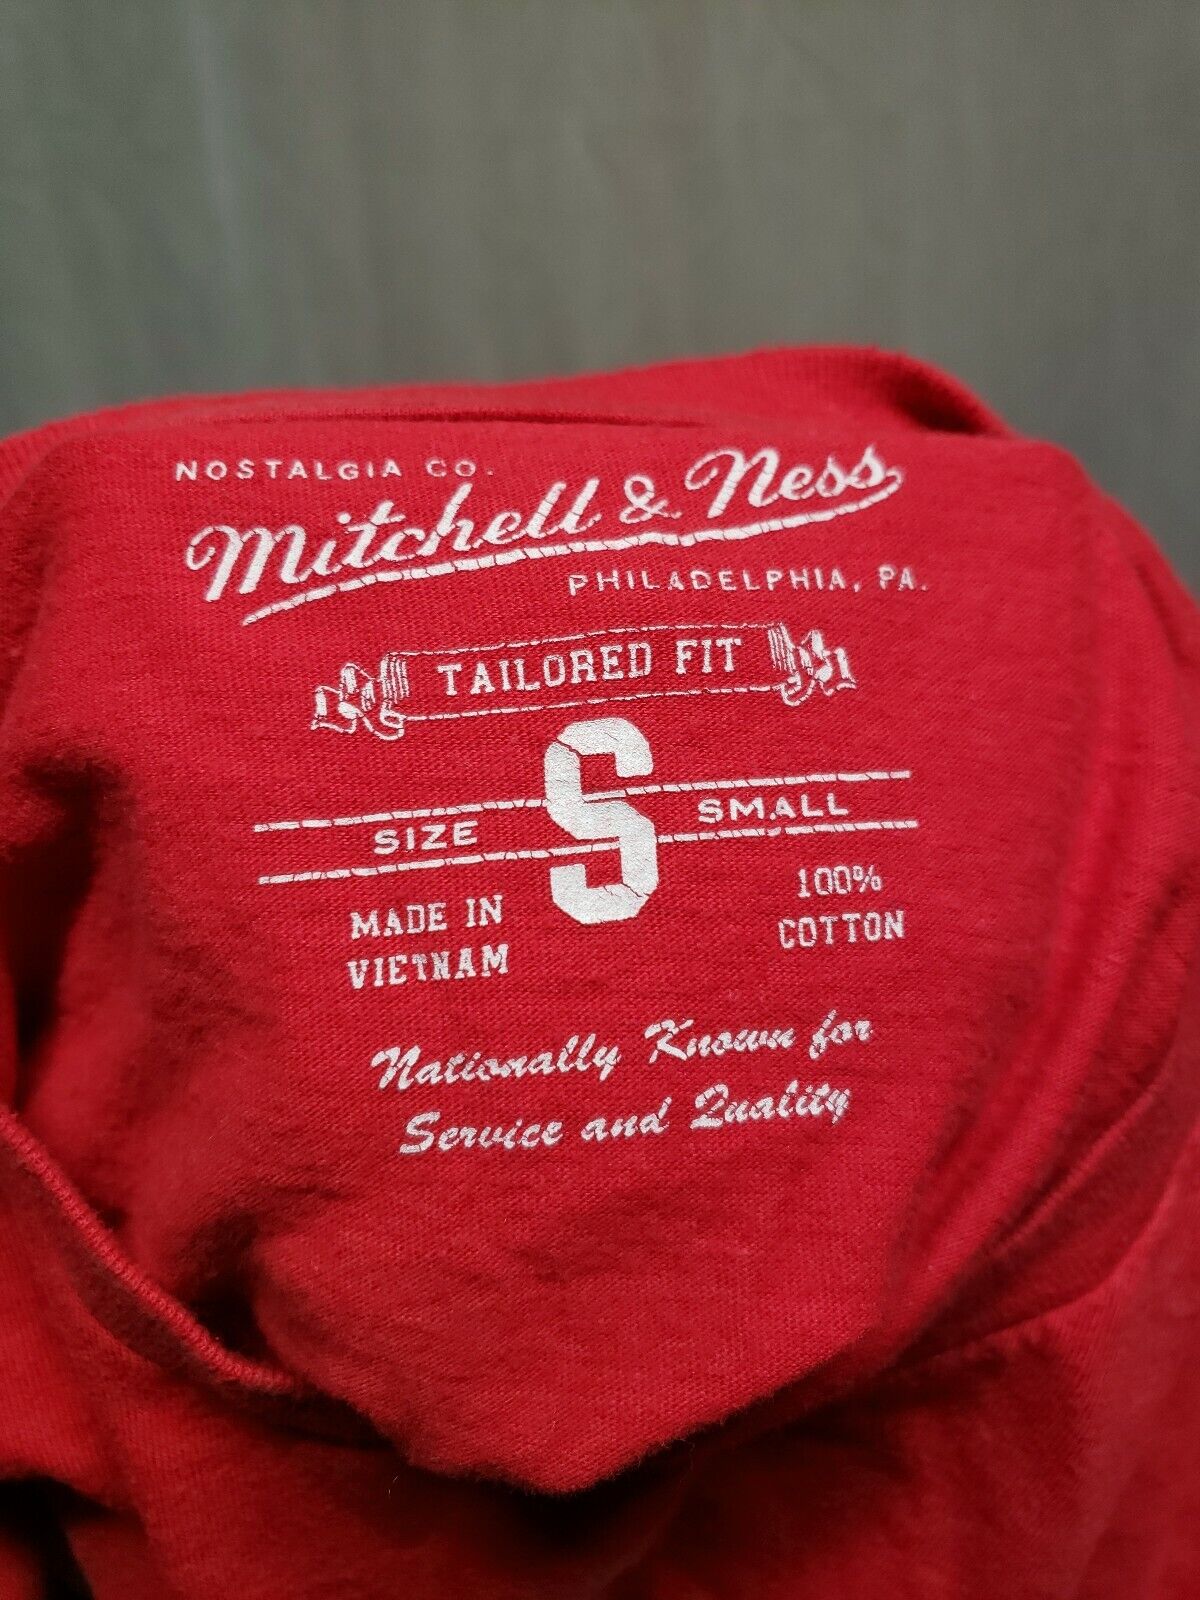 NOSTALGIA CO.
Mitchell & Ness
PHILADELPHIA, PA.
TAILORED FIT
S
SIZE SMALL
MADE IN
VIETNAM
100%
COTTON
Nationally Known for
Service and Quality